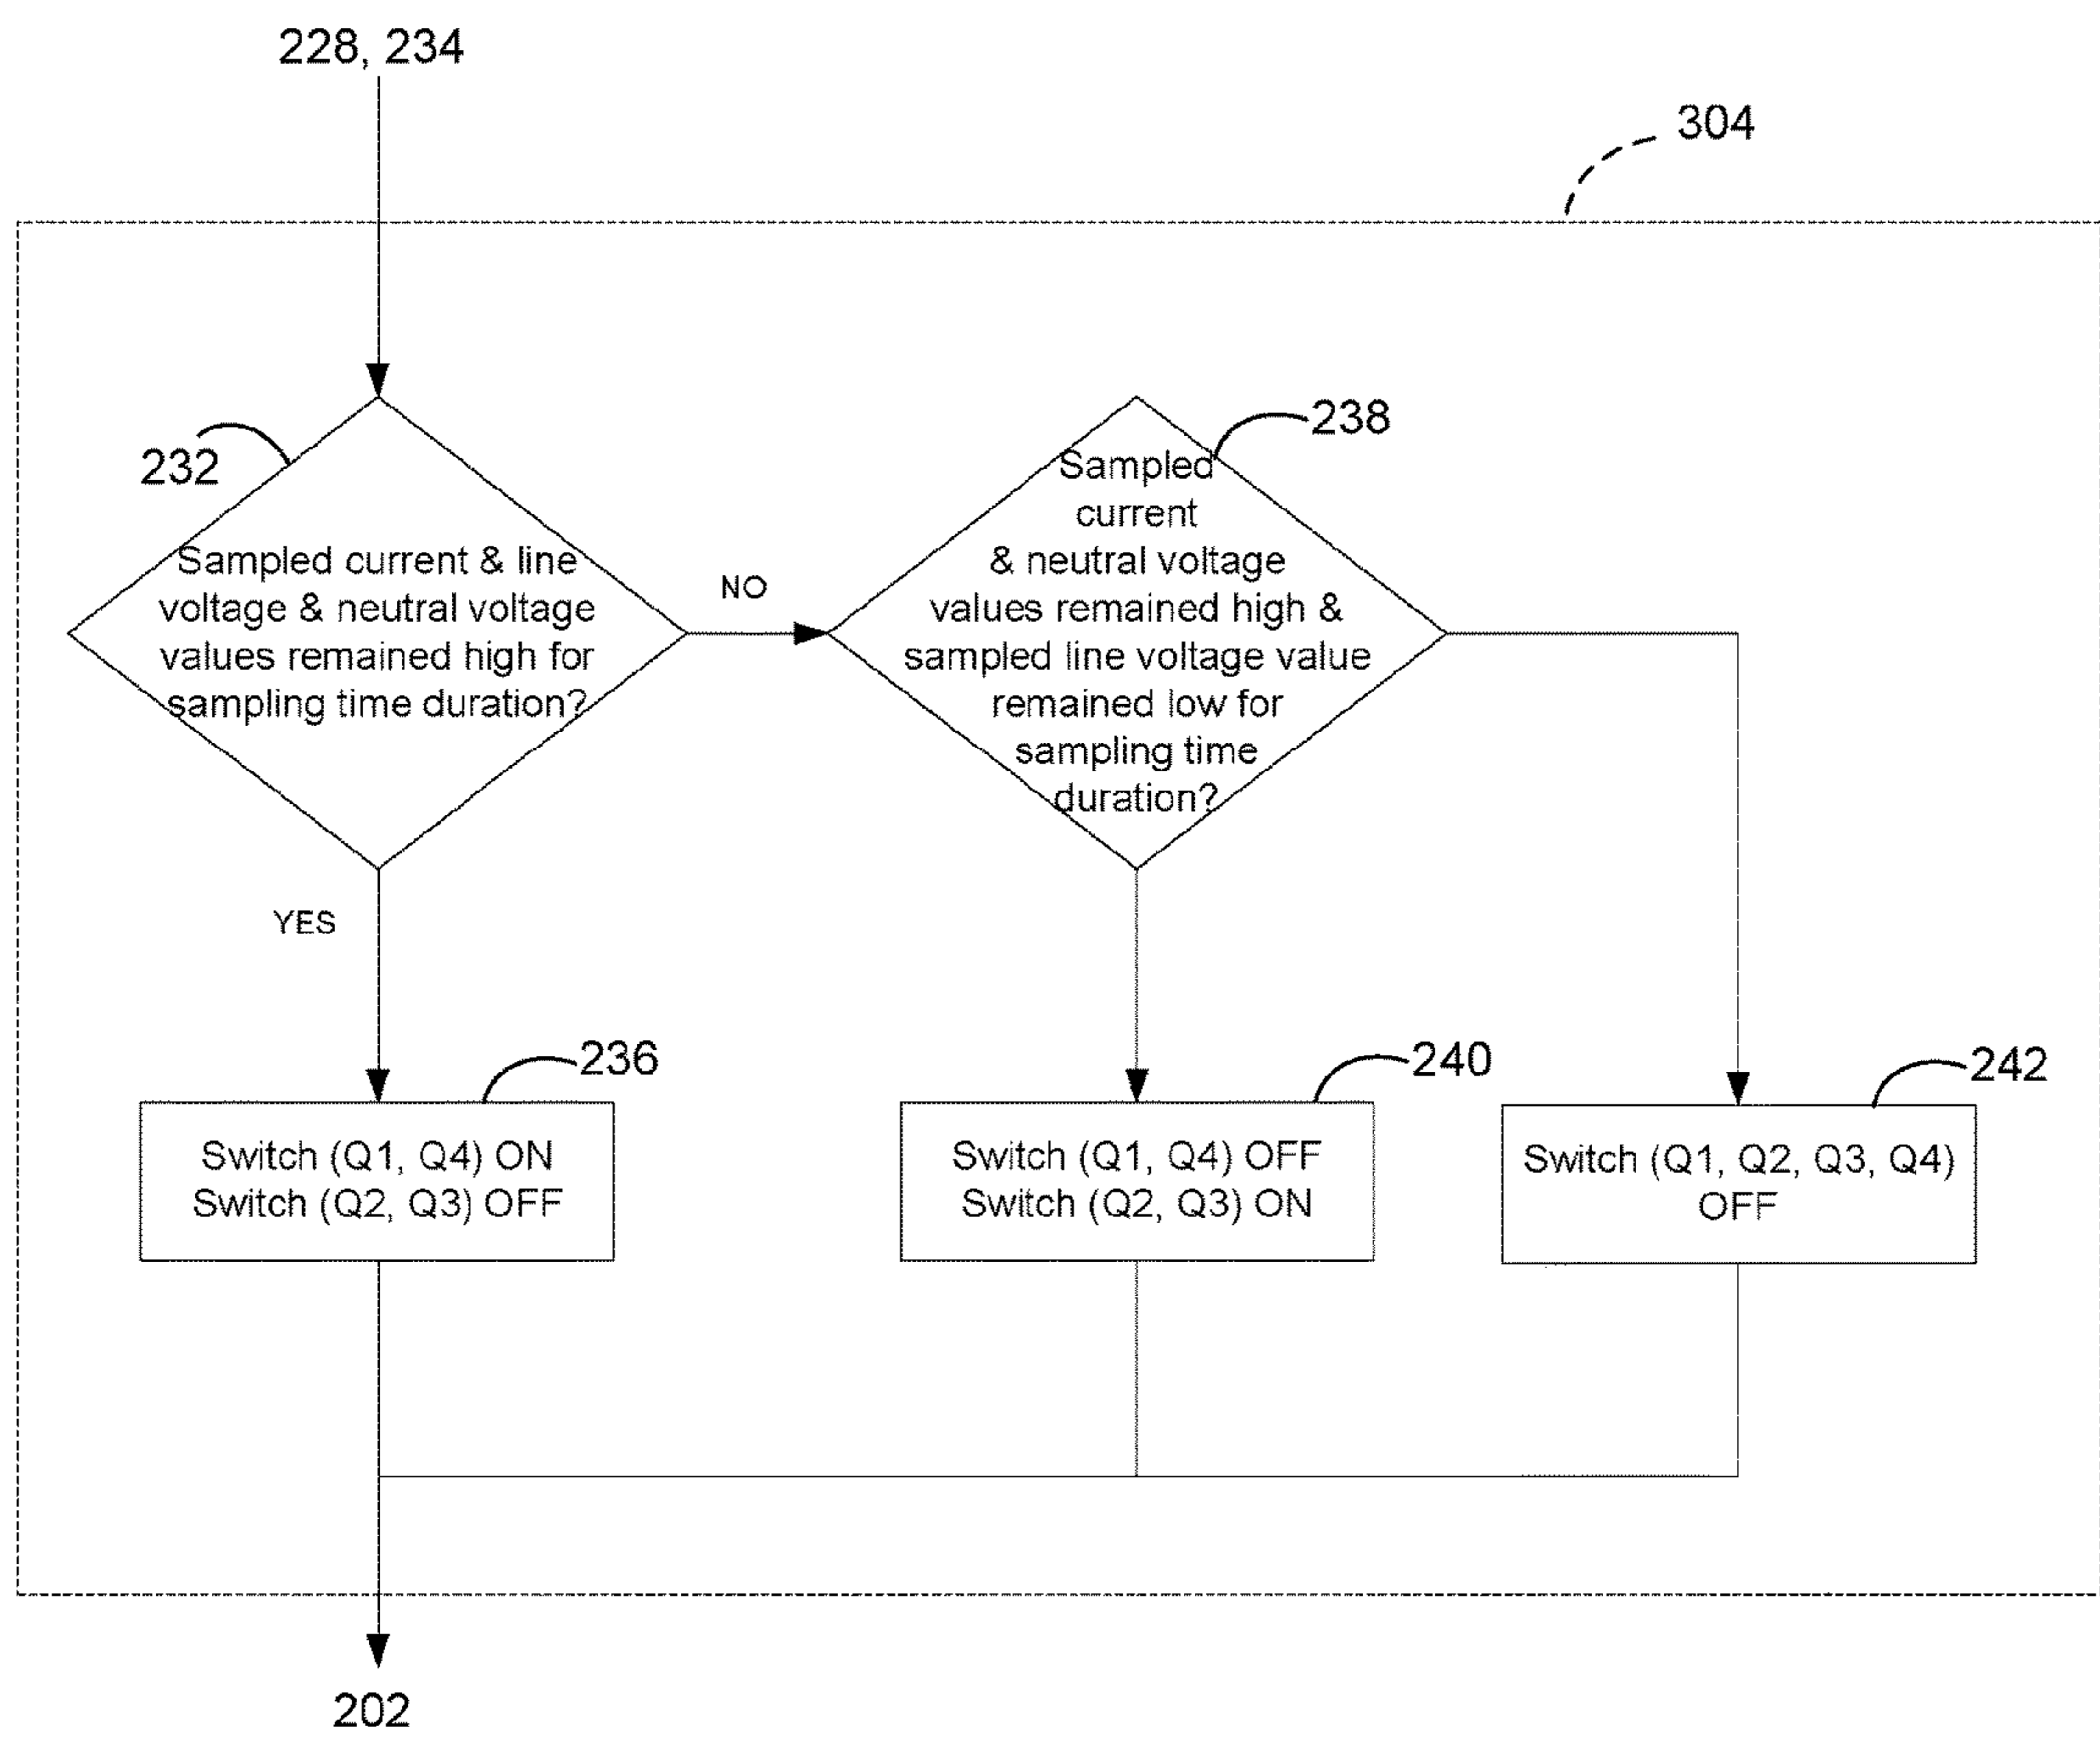 228, 234
304
232
238
Sampled current & line
voltage & neutral voltage
values remained high for
sampling time duration?
NO
Sampled
current
& neutral voltage
values remained high &
sampled line voltage value
remained low for
sampling time
duration?
YES
236
240
242
Switch (Q1, Q4) ON
Switch (Q2, Q3) OFF
Switch (Q1, Q4) OFF
Switch (Q2, Q3) ON
Switch (Q1, Q2, Q3, Q4)
OFF
202